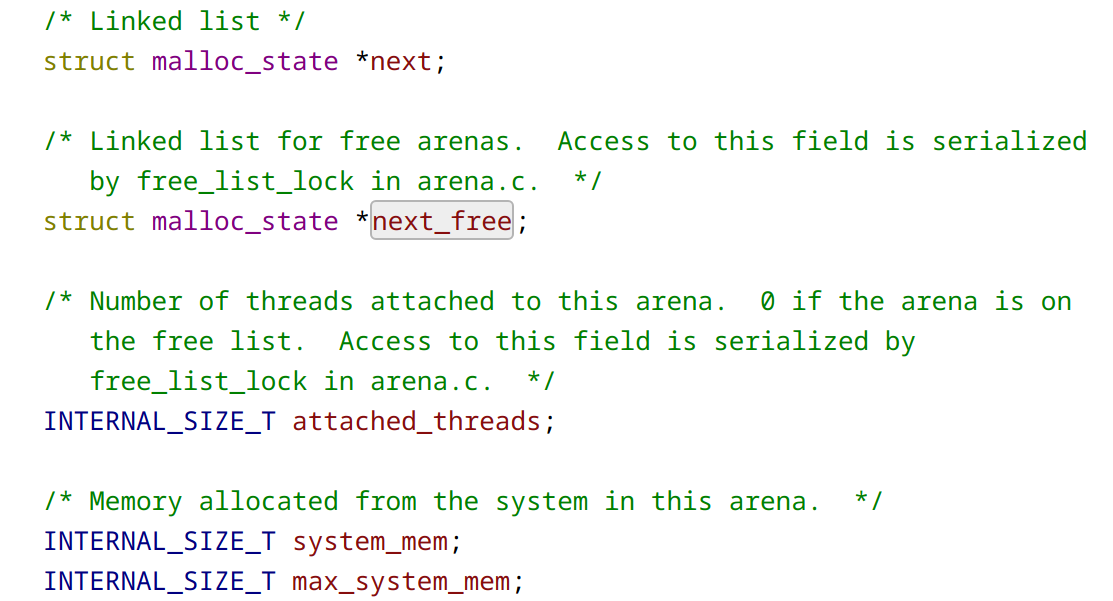 /* Linked list */
struct malloc_state *next;
/* Linked list for free arenas.  Access to this field is serialized
by free_list_lock in arena.c.  */
struct malloc_state *next_free;
/* Number of threads attached to this arena.  0 if the arena is on
the free list.  Access to this field is serialized by
free_list_lock in arena.c.  */
INTERNAL_SIZE_T attached_threads;
/* Memory allocated from the system in this arena.  */
INTERNAL_SIZE_T system_mem;
INTERNAL_SIZE_T max_system_mem;